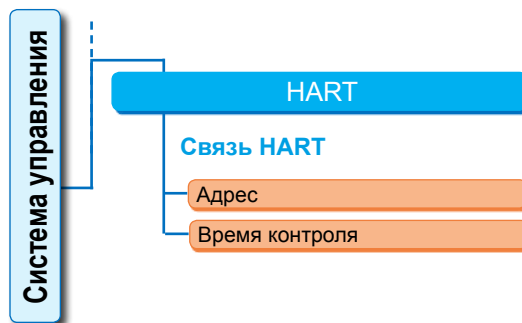 Система управления
HART
Связь HART
Адрес
Время контроля